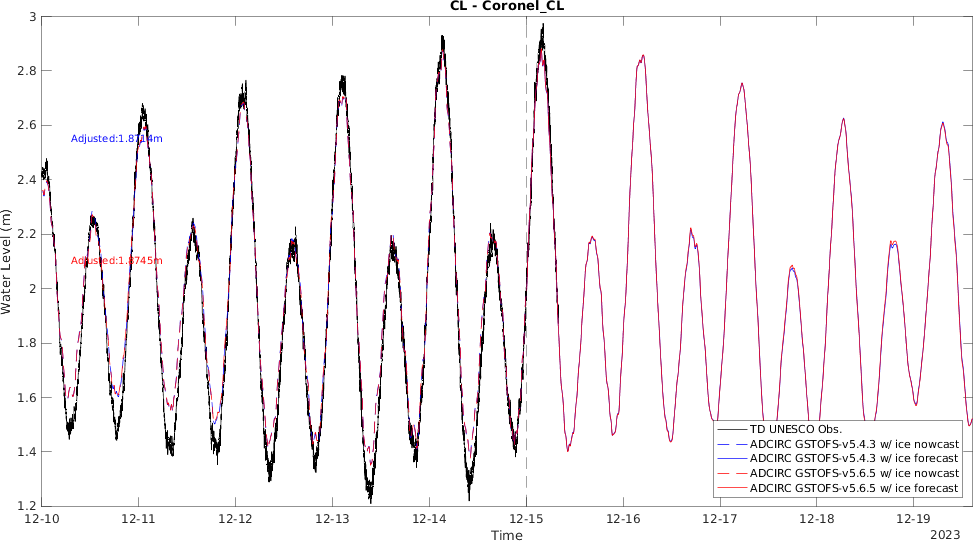 CL - Coronel_CL
3
2.8
2.6
2.4
2.2
2
1.8
1.6
1.4
1.2
Water Level (m)
Adjusted:1.8714m
Adjusted:1.8745m
TD UNESCO Obs.
ADCIRC GSTOFS-v5.4.3 w/ ice nowcast
ADCIRC GSTOFS-v5.4.3 w/ ice forecast
ADCIRC GSTOFS-v5.6.5 w/ ice nowcast
ADCIRC GSTOFS-v5.6.5 w/ ice forecast
12-10 12-11 12-12 12-13 12-14 12-15 12-16 12-17 12-18 12-19
Time
2023